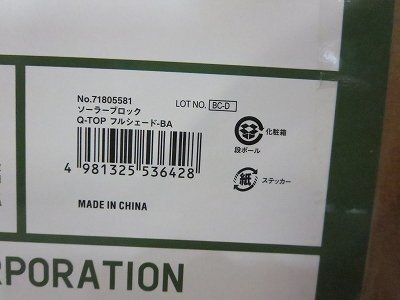 No.71805581
ソーラーブロック
Q-TOP フルシェード-BA
LOT NO. BC-D
4 981325 536428
MADE IN CHINA
化粧箱
段ボール
紙 ステッカー
RPORATION